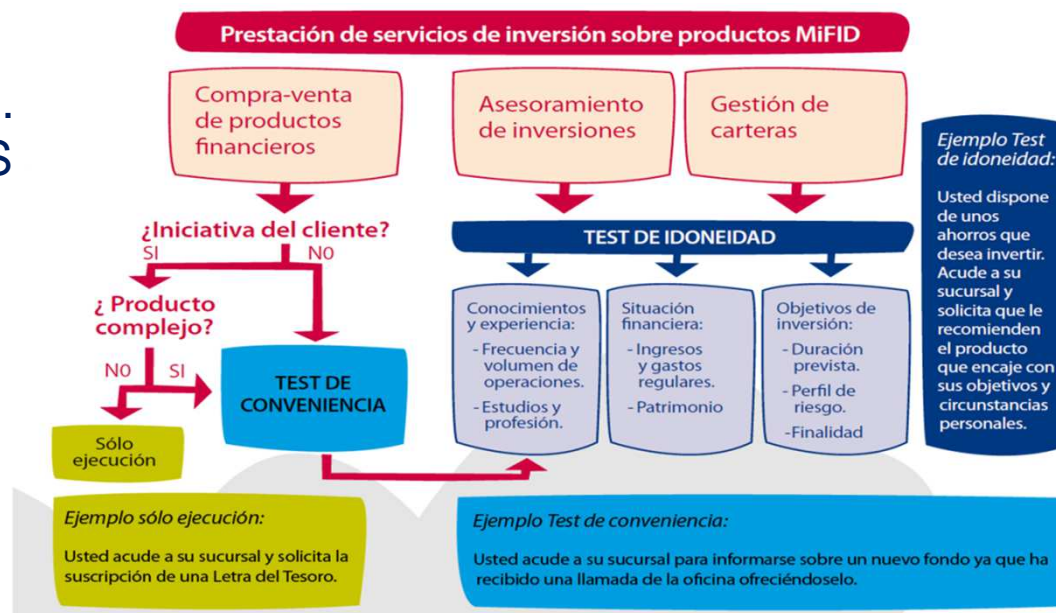 .
S
Prestación de servicios de inversión sobre productos MiFID
Compra-venta
de productos
financieros
Asesoramiento
de inversiones
Gestión de
carteras
¿Iniciativa del cliente?
SI
NO
¿ Producto
complejo?
NO
SI
Sólo
ejecución
TEST DE
CONVENIENCIA
TEST DE IDONEIDAD
Conocimientos
y experiencia:
- Frecuencia y
volumen de
operaciones.
- Estudios y
profesión.
Situación
financiera:
- Ingresos
y gastos
regulares.
- Patrimonio
Objetivos de
inversión:
- Duración
prevista.
- Perfil de
riesgo.
- Finalidad
Ejemplo Test
de idoneidad:
Usted dispone
de unos
ahorros que
desea invertir.
Acude a su
sucursal y
solicita que le
recomienden
el producto
que encaje con
sus objetivos y
circunstancias
personales.
Ejemplo sólo ejecución:
Usted acude a su sucursal y solicita la
suscripción de una Letra del Tesoro.
Ejemplo Test de conveniencia:
Usted acude a su sucursal para informarse sobre un nuevo fondo ya que ha
recibido una llamada de la oficina ofreciéndoselo.